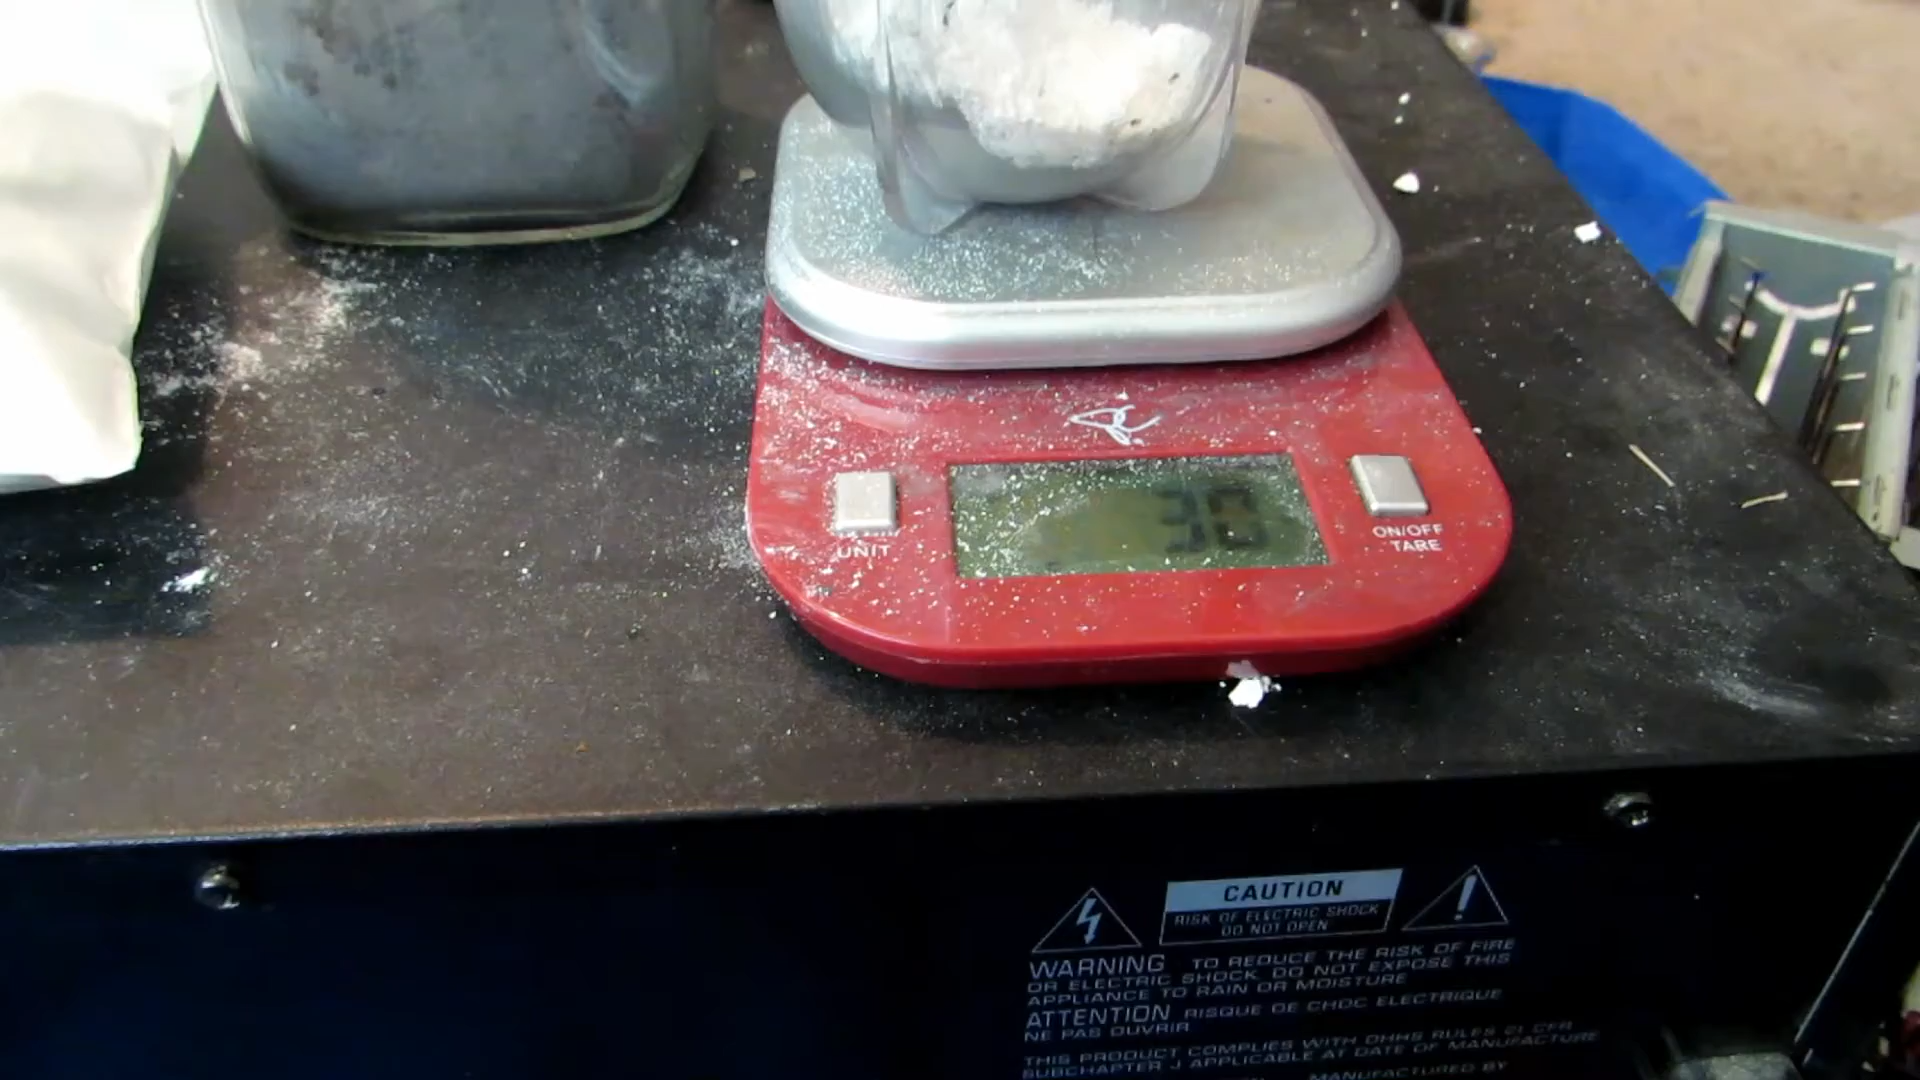 38
UNIT
ON/OFF
TARE
CAUTION
RISK OF ELECTRIC SHOCK
DO NOT OPEN
WARNING TO REDUCE THE RISK OF FIRE
OR ELECTRIC SHOCK, DO NOT EXPOSE THIS
APPLIANCE TO RAIN OR MOISTURE
ATTENTION RISQUE DE CHOC ELECTRIQUE
NE PAS OUVRIR
THIS PRODUCT COMPLIES WITH DHHS RULES 21 CFR
SUBCHAPTER J APPLICABLE AT DATE OF MANUFACTURE
MANUFACTURED BY